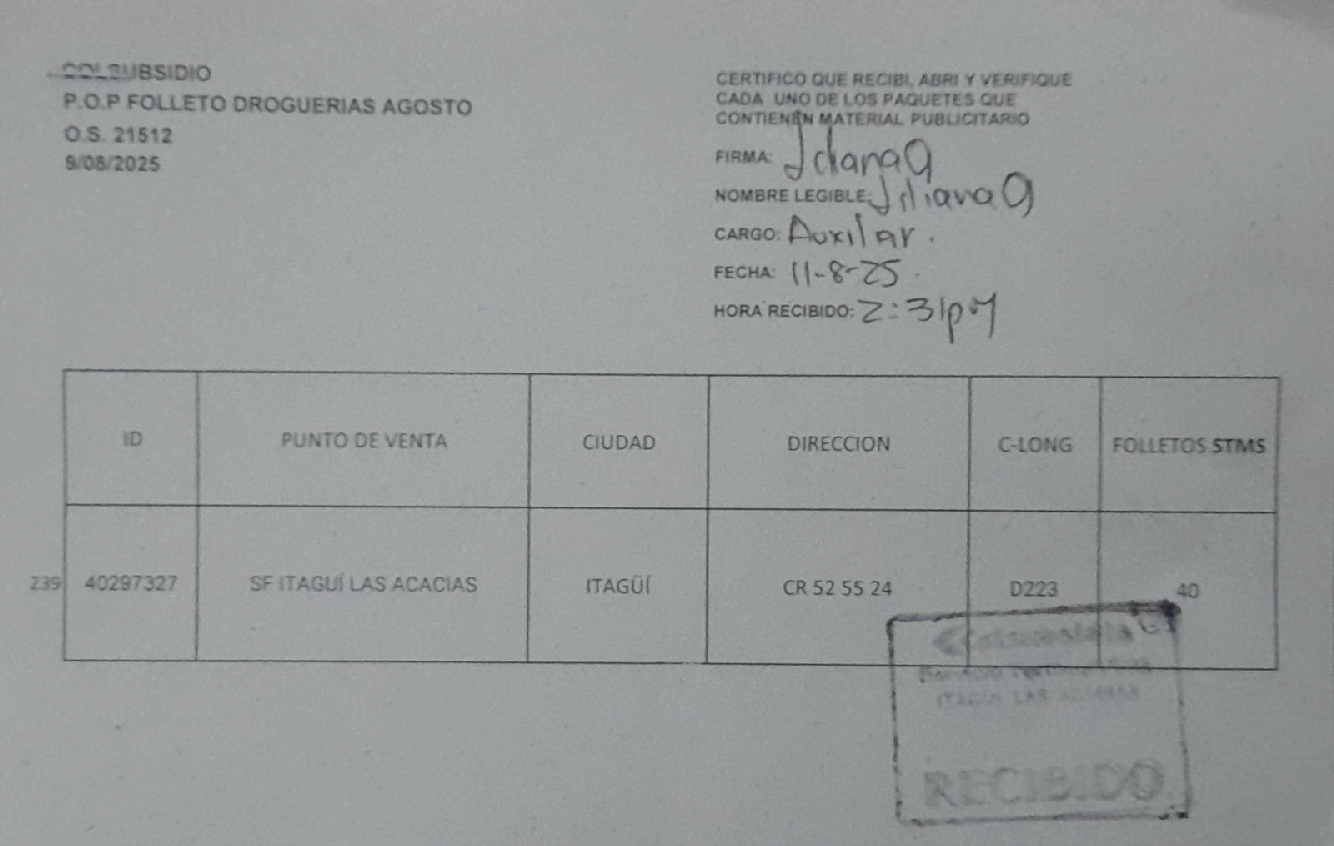 COLSUBSIDIO
P.O.P FOLLETO DROGUERIAS AGOSTO
O.S. 21512
9/08/2025
CERTIFICO QUE RECIBI, ABRI Y VERIFIQUE
CADA UNO DE LOS PAQUETES QUE
CONTIENEN MATERIAL PUBLICITARIO
FIRMA:
NOMBRE LEGIBLE:
CARGO: Auxilar.
FECHA: 11-8-25.
HORA RECIBIDO: 2:31pm
ID PUNTO DE VENTA CIUDAD DIRECCION C-LONG FOLLETOS STMS
239 40297327 SF ITAGUÍ LAS ACACIAS ITAGÜÍ CR 52 55 24 D223 40
ITAGUI LAS ACACIAS
RECIBIDO